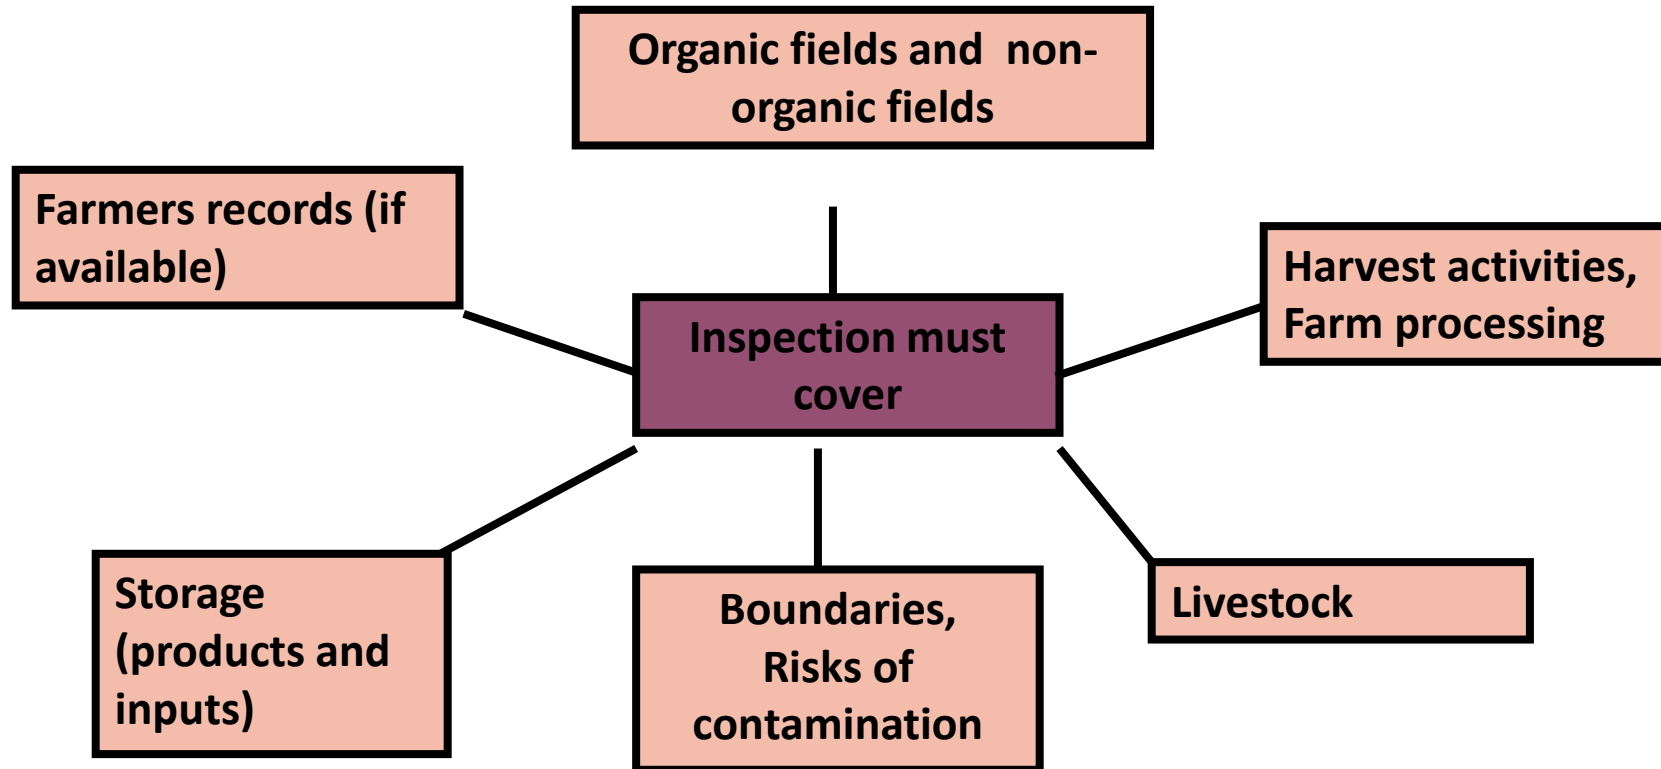 Organic fields and  non-
organic fields
Farmers records (if
available)
Harvest activities,
Farm processing
Inspection must
cover
Storage
(products and
inputs)
Boundaries,
Risks of
contamination
Livestock